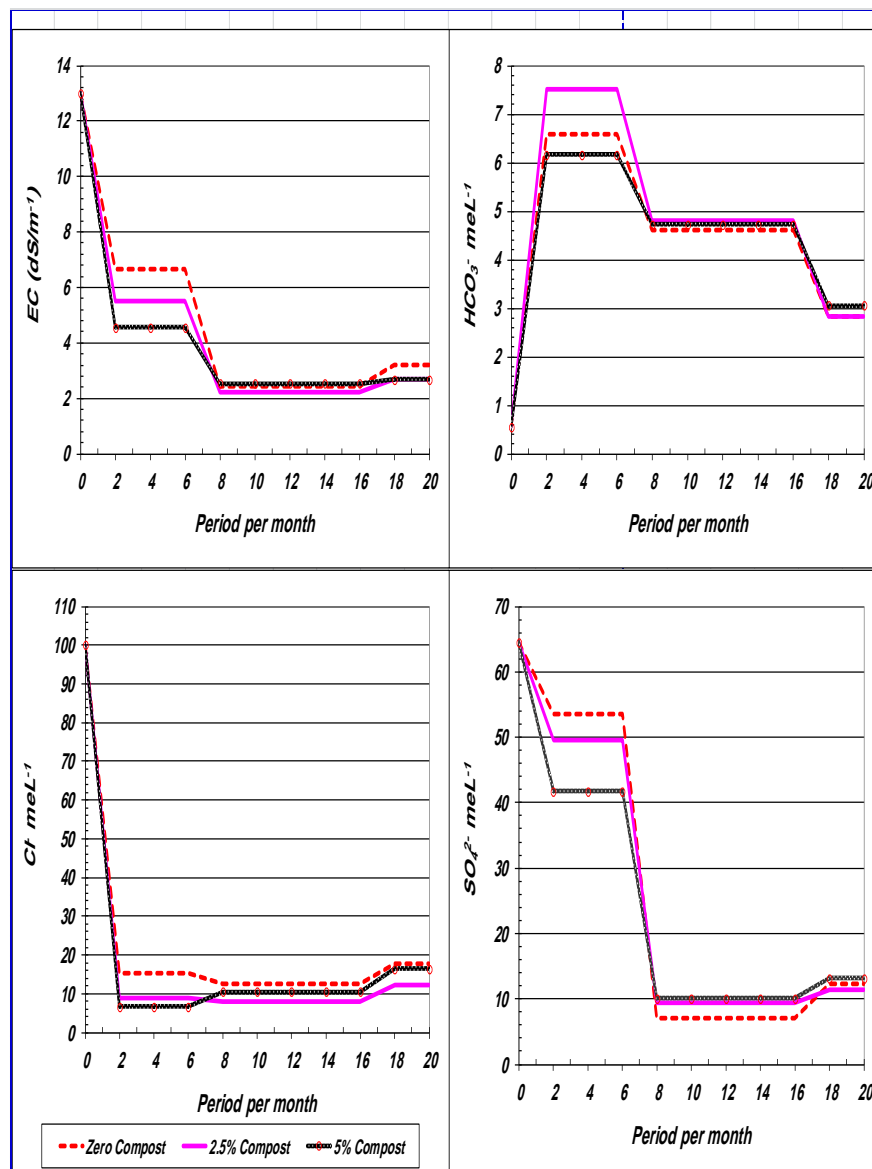 14
12
10
8
6
4
2
0
EC (dS/m⁻¹)
0 2 4 6 8 10 12 14 16 18 20
Period per month
8
7
6
5
4
3
2
1
0
HCO₃⁻ meL⁻¹
0 2 4 6 8 10 12 14 16 18 20
Period per month
110
100
90
80
70
60
50
40
30
20
10
0
Cl⁻ meL⁻¹
0 2 4 6 8 10 12 14 16 18 20
Period per month
70
60
50
40
30
20
10
0
SO₄²⁻ meL⁻¹
0 2 4 6 8 10 12 14 16 18 20
Period per month
Zero Compost 2.5% Compost 5% Compost